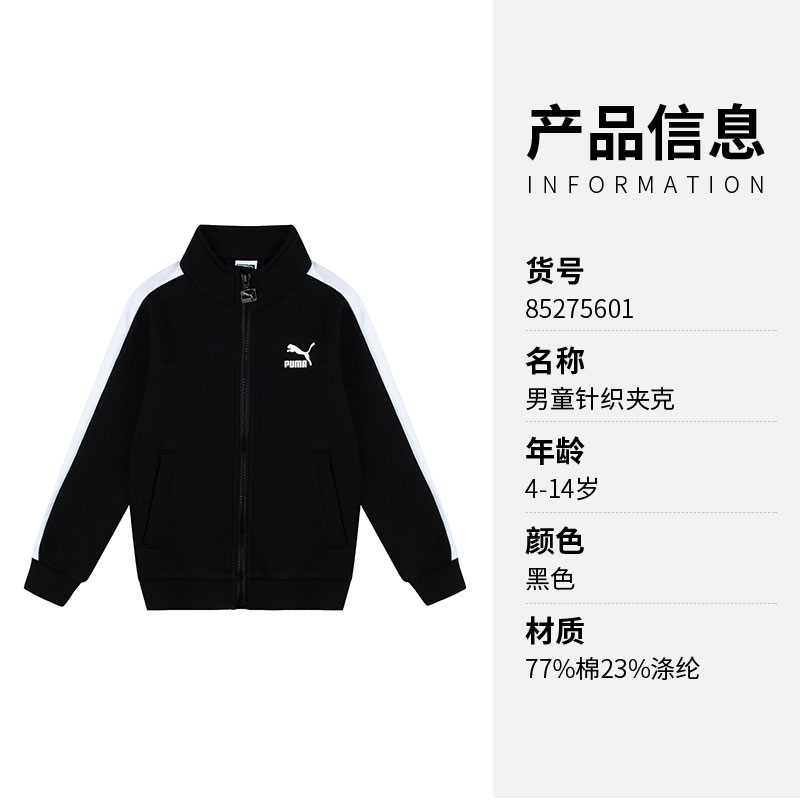 产品信息
INFORMATION
货号
85275601
名称
男童针织夹克
年龄
4-14岁
颜色
黑色
材质
77%棉23%涤纶
PUMA